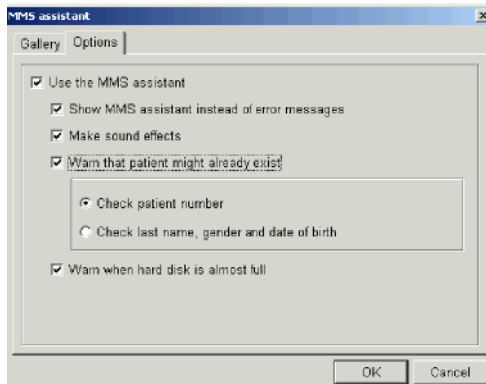 MMS assistant
Gallery Options
Use the MMS assistant
Show MMS assistant instead of error messages
Make sound effects
Warn that patient might already exist
Check patient number
Check last name, gender and date of birth
Warn when hard disk is almost full
OK Cancel